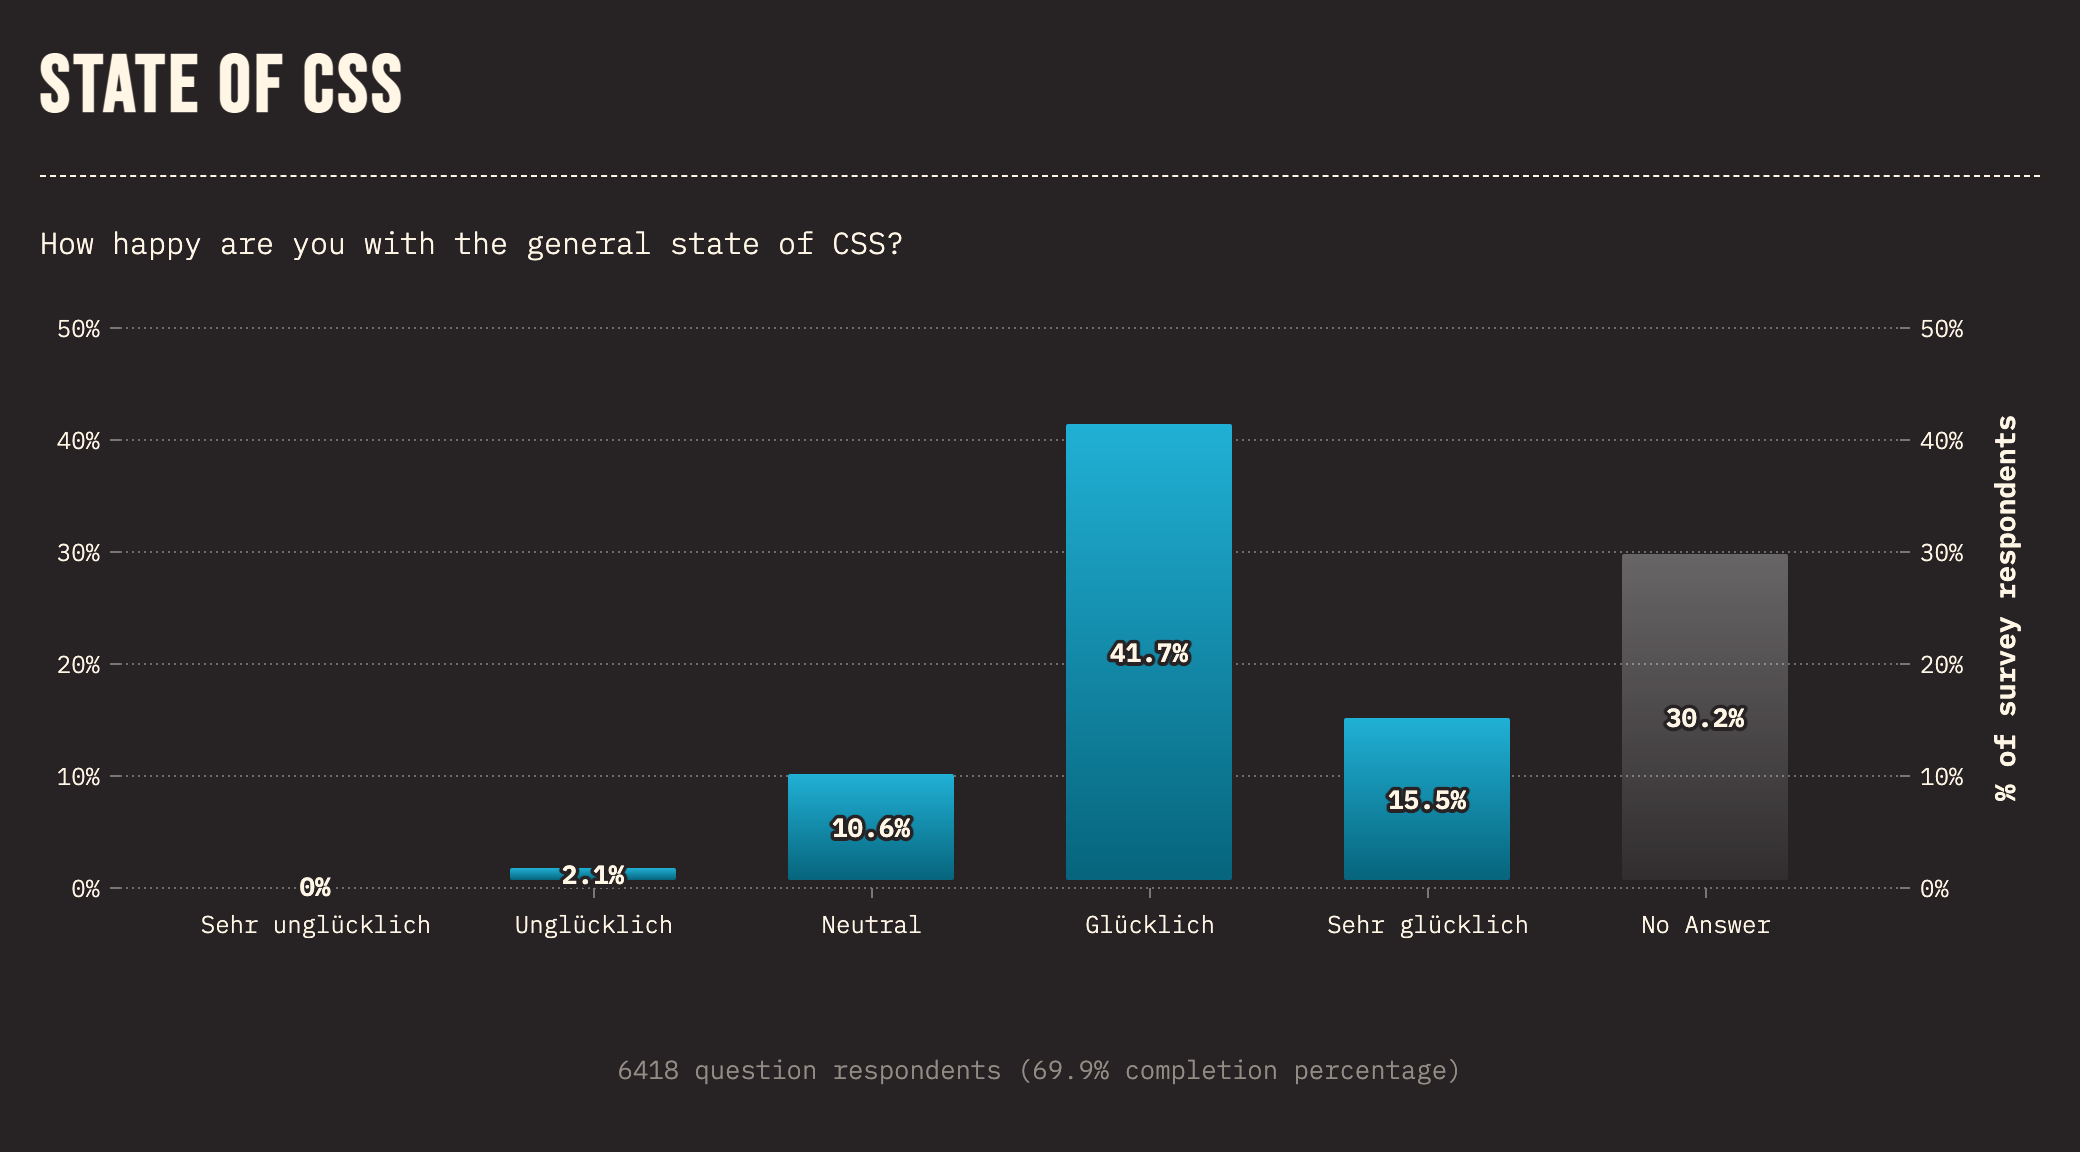 STATE OF CSS
How happy are you with the general state of CSS?
50% 50%
40% 40%
30% 30%
20% 20%
10% 10%
0% 0%
% of survey respondents
0%
2.1%
10.6%
41.7%
15.5%
30.2%
Sehr unglücklich
Unglücklich
Neutral
Glücklich
Sehr glücklich
No Answer
6418 question respondents (69.9% completion percentage)